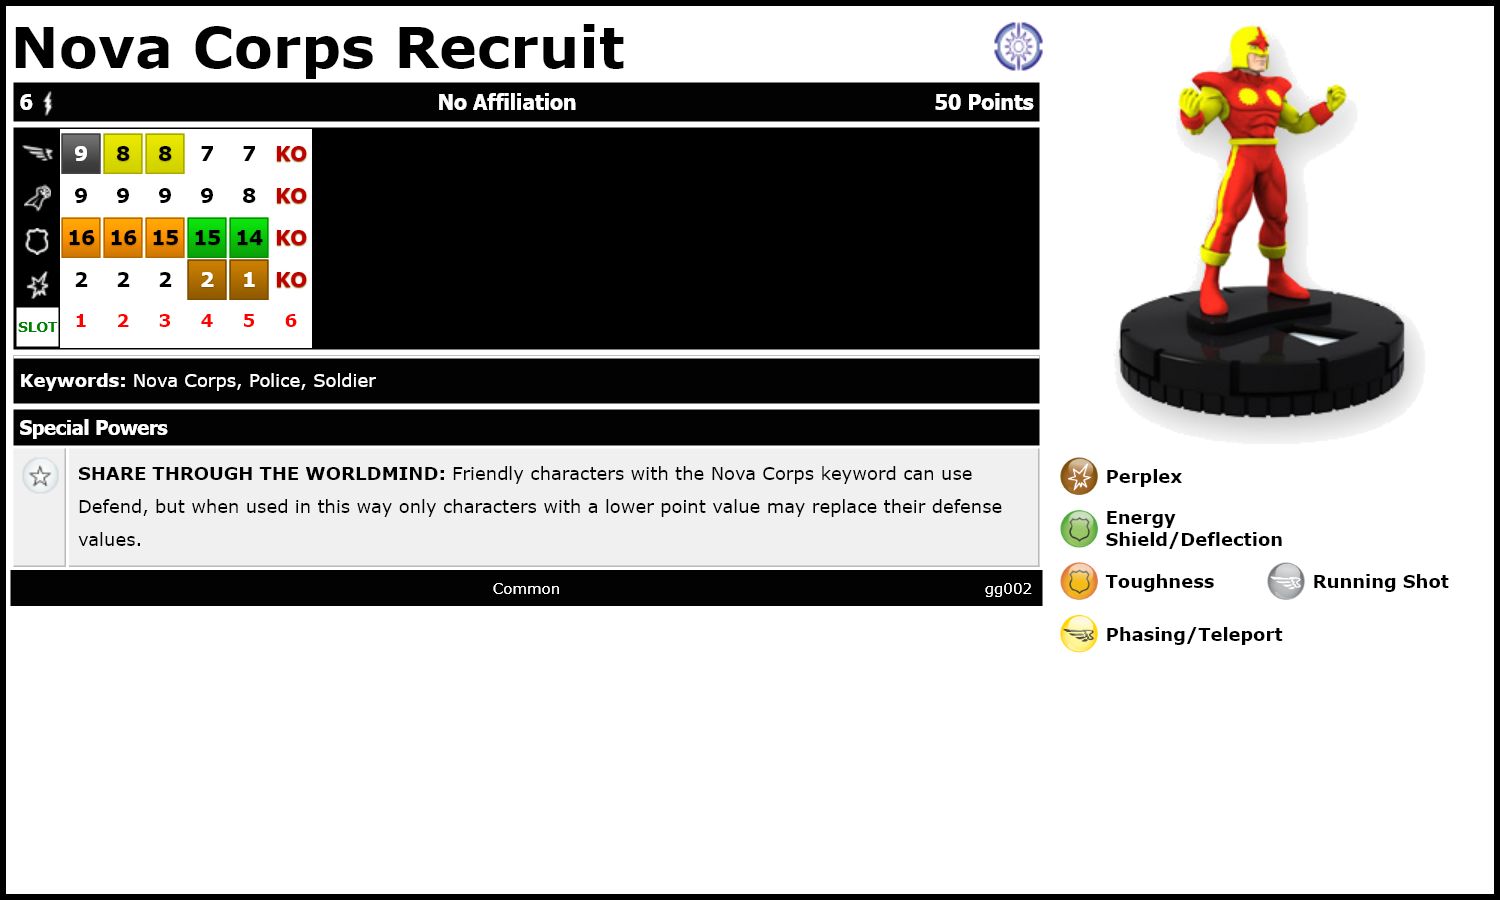 Nova Corps Recruit
6 No Affiliation 50 Points
9 8 8 7 7 KO
9 9 9 9 8 KO
16 16 15 15 14 KO
2 2 2 2 1 KO
SLOT 1 2 3 4 5 6
Keywords: Nova Corps, Police, Soldier
Special Powers
SHARE THROUGH THE WORLDMIND: Friendly characters with the Nova Corps keyword can use
Defend, but when used in this way only characters with a lower point value may replace their defense
values.
Common gg002
Perplex
Energy
Shield/Deflection
Toughness Running Shot
Phasing/Teleport